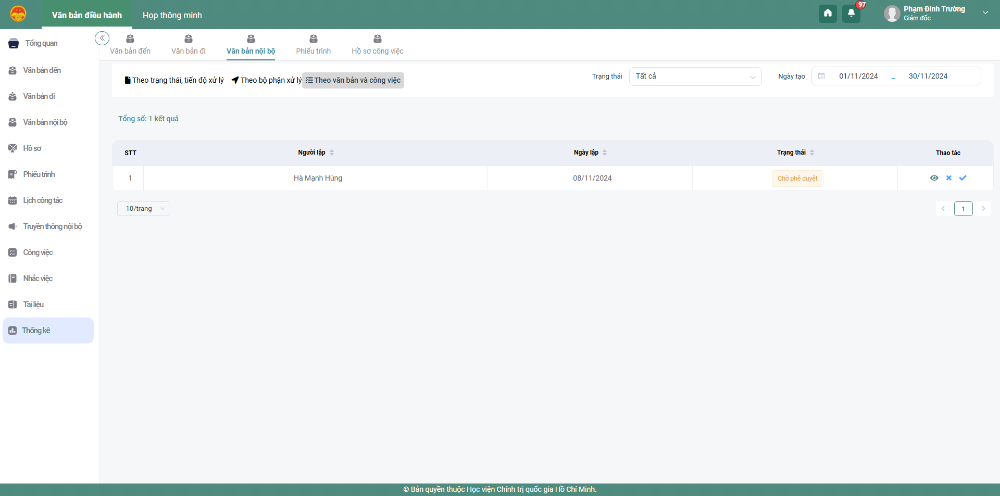 Văn bản điều hành
Họp thông minh
97
Phạm Đình Trường
Giám đốc
Tổng quan
Văn bản đến
Văn bản đi
Văn bản nội bộ
Hồ sơ
Phiếu trình
Lịch công tác
Truyền thông nội bộ
Công việc
Nhắc việc
Tài liệu
Thống kê
Văn bản đến
Văn bản đi
Văn bản nội bộ
Phiếu trình
Hồ sơ công việc
Theo trạng thái, tiến độ xử lý
Theo bộ phận xử lý
Theo văn bản và công việc
Trạng thái
Tất cả
Ngày tạo
01/11/2024 – 30/11/2024
Tổng số: 1 kết quả
STT Người lập Ngày lập Trạng thái Thao tác
1 Hà Mạnh Hùng 08/11/2024 Chờ phê duyệt
10/trang
1
© Bản quyền thuộc Học viện Chính trị quốc gia Hồ Chí Minh.